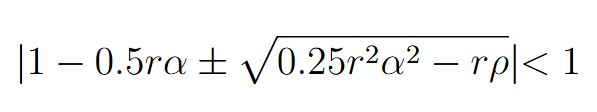 |1 − 0.5rα ± √(0.25r²α² − rρ)|< 1